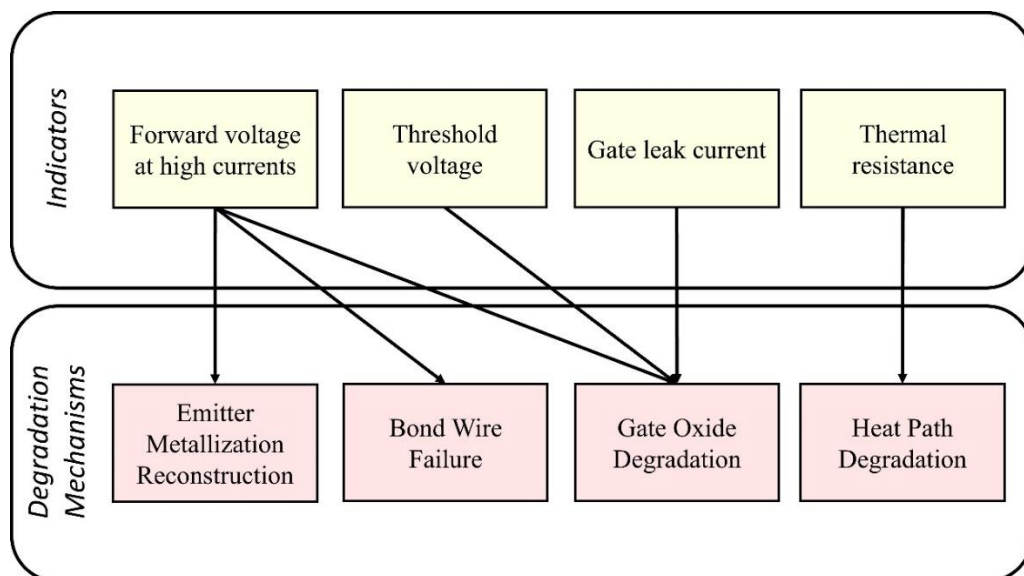 Indicators
Forward voltage
at high currents
Threshold
voltage
Gate leak current
Thermal
resistance
Degradation
Mechanisms
Emitter
Metallization
Reconstruction
Bond Wire
Failure
Gate Oxide
Degradation
Heat Path
Degradation